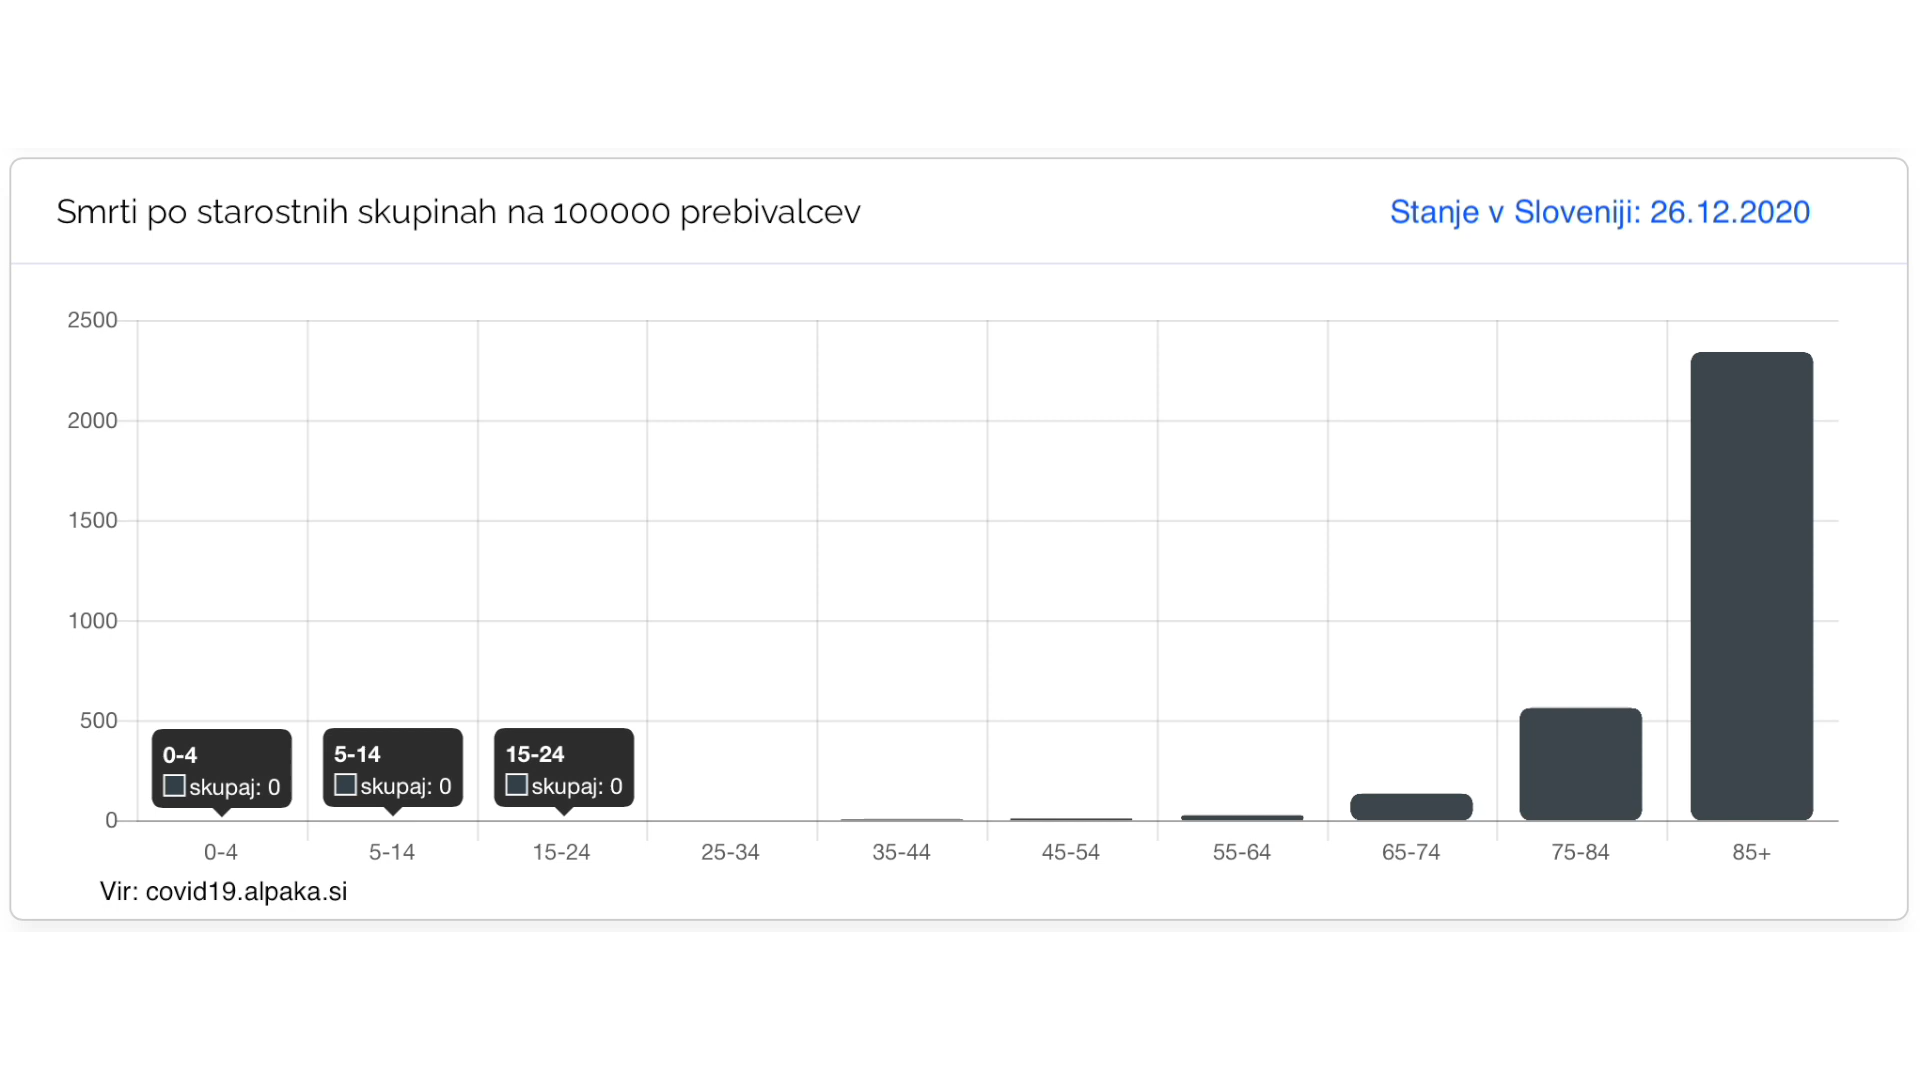 Smrti po starostnih skupinah na 100000 prebivalcev
Stanje v Sloveniji: 26.12.2020
2500
2000
1500
1000
500
0
0-4
skupaj: 0
5-14
skupaj: 0
15-24
skupaj: 0
0-4 5-14 15-24 25-34 35-44 45-54 55-64 65-74 75-84 85+
Vir: covid19.alpaka.si